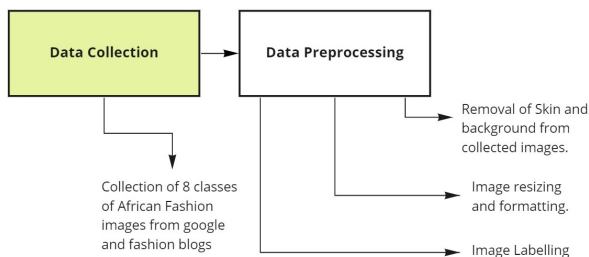 Data Collection
Data Preprocessing
Removal of Skin and
background from
collected images.
Collection of 8 classes
of African Fashion
images from google
and fashion blogs
Image resizing
and formatting.
Image Labelling